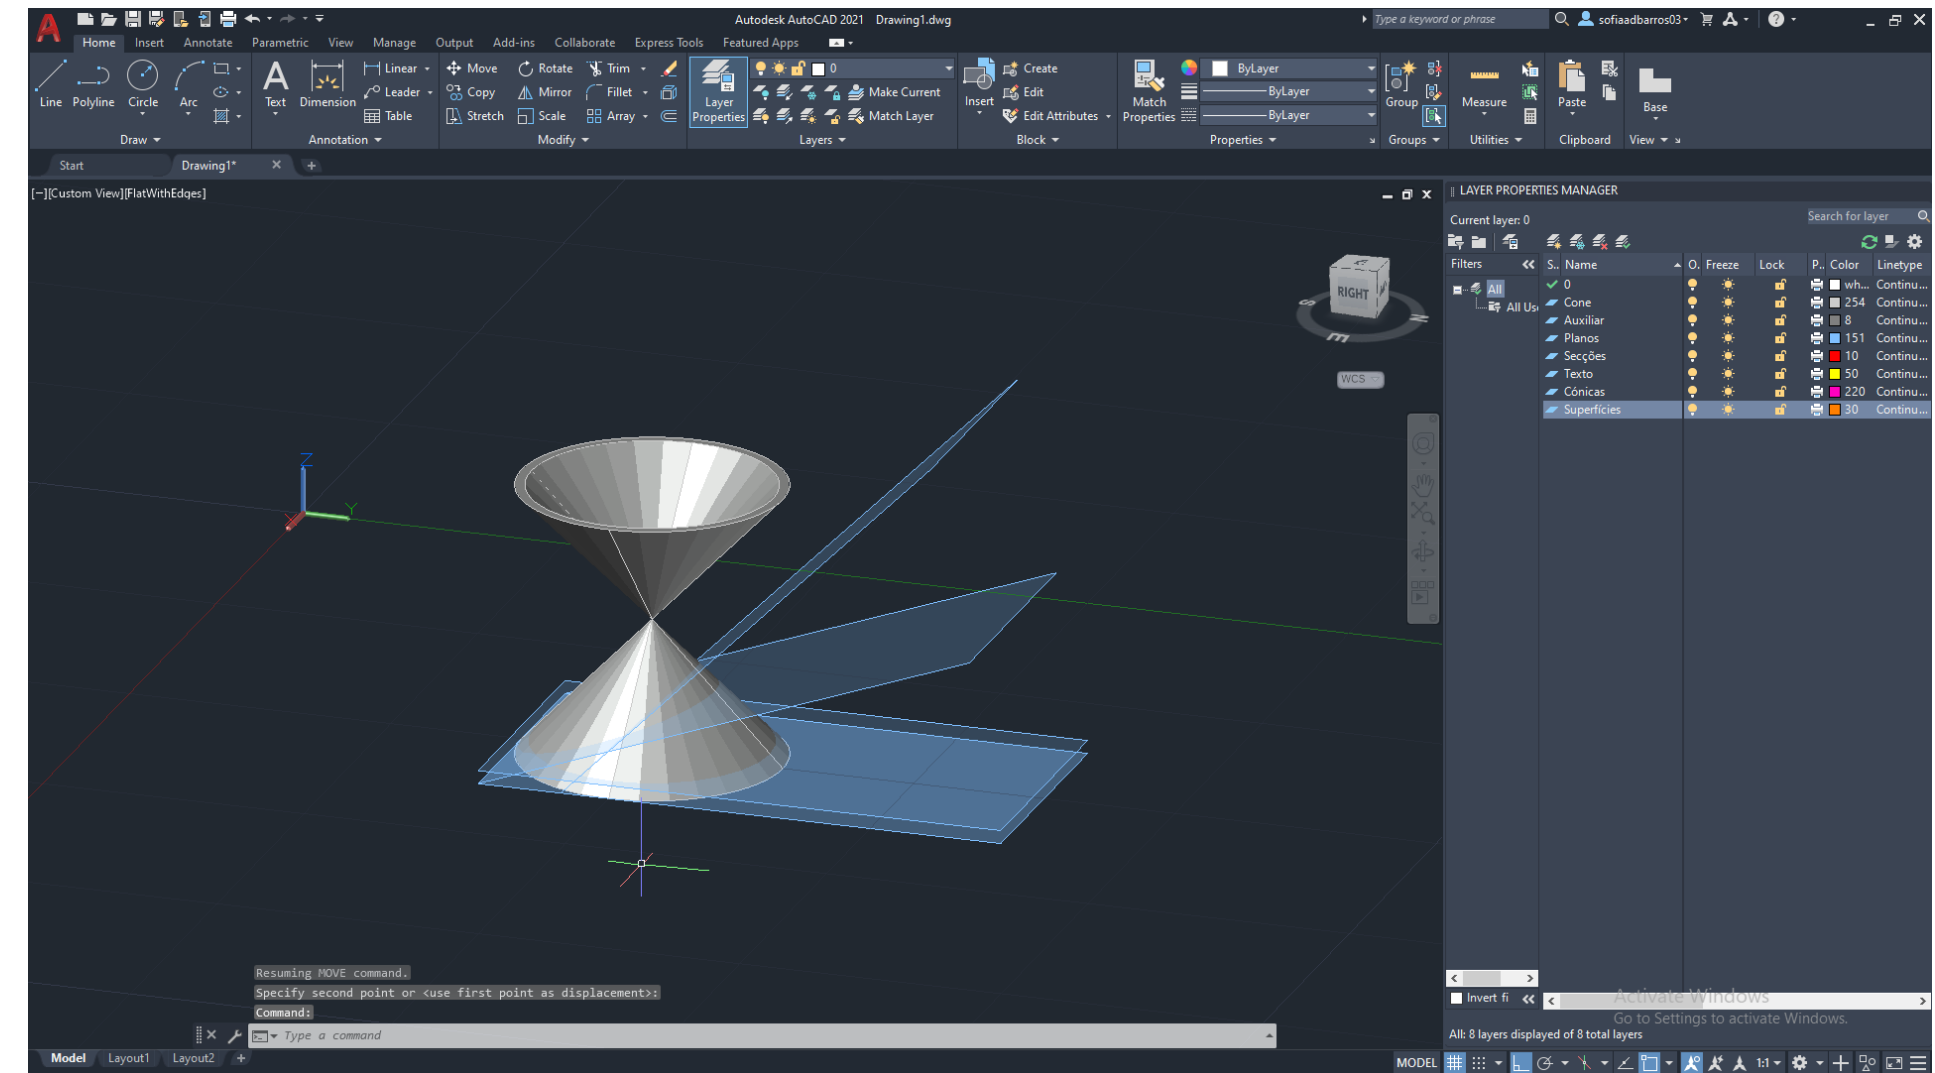 Autodesk AutoCAD 2021 Drawing1.dwg
Type a keyword or phrase
sofiaadbarros03
Home Insert Annotate Parametric View Manage Output Add-ins Collaborate Express Tools Featured Apps
Line Polyline Circle Arc
Draw
Text Dimension
Linear
Leader
Table
Annotation
Move Rotate Trim
Copy Mirror Fillet
Stretch Scale Array
Modify
Layer
Properties
0
Make Current
Match Layer
Layers
Insert
Create
Edit
Edit Attributes
Block
Match
Properties
ByLayer
ByLayer
ByLayer
Properties
Group
Groups
Measure
Utilities
Paste
Clipboard
Base
View
Start Drawing1*
[−][Custom View][FlatWithEdges]
RIGHT
S
E
N
WCS
Z
Y
X
LAYER PROPERTIES MANAGER
Current layer: 0
Search for layer
Filters
All
All Us
S.. Name O. Freeze Lock P.. Color Linetype
0 wh... Continu...
Cone 254 Continu...
Auxiliar 8 Continu...
Planos 151 Continu...
Secções 10 Continu...
Texto 50 Continu...
Cónicas 220 Continu...
Superfícies 30 Continu...
Invert fi
Activate Windows
Go to Settings to activate Windows.
All: 8 layers displayed of 8 total layers
Resuming MOVE command.
Specify second point or <use first point as displacement>:
Command:
Type a command
Model Layout1 Layout2 +
MODEL
1:1